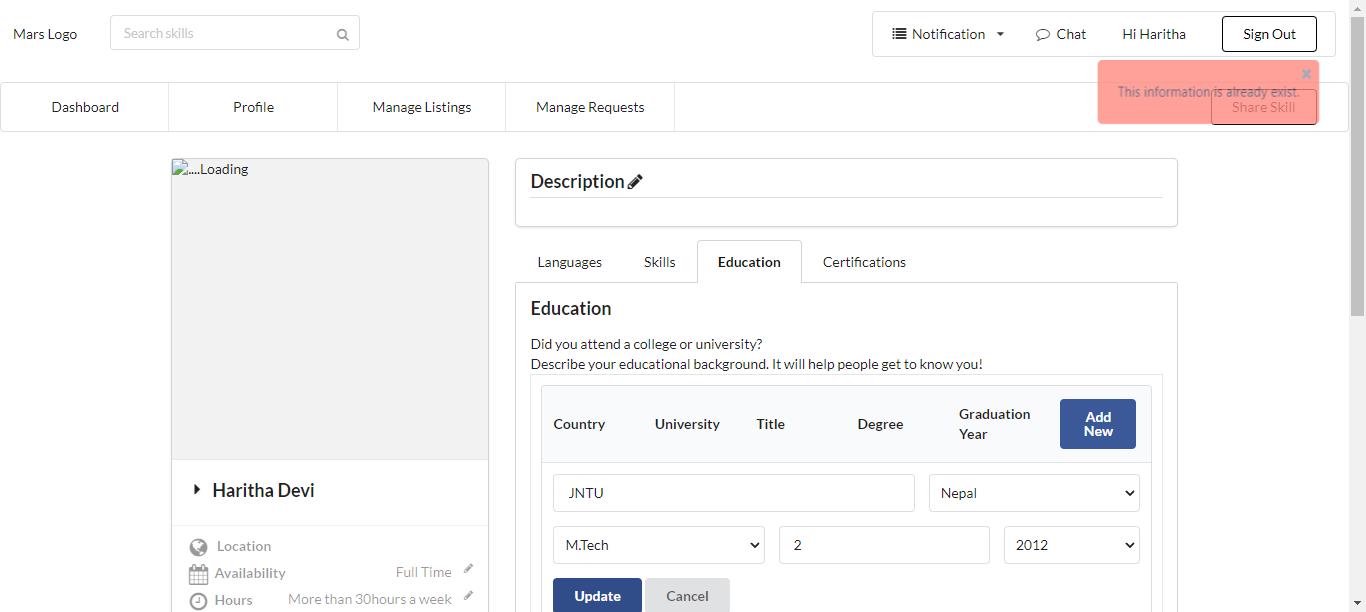 Mars Logo
Search skills
Notification
Chat
Hi Haritha
Sign Out
This information is already exist.
Dashboard
Profile
Manage Listings
Manage Requests
Share Skill
....Loading
Description
Languages
Skills
Education
Certifications
Education
Did you attend a college or university?
Describe your educational background. It will help people get to know you!
Country
University
Title
Degree
Graduation
Year
Add
New
JNTU
Nepal
M.Tech
2
2012
Update
Cancel
Haritha Devi
Location
Availability
Full Time
Hours
More than 30hours a week